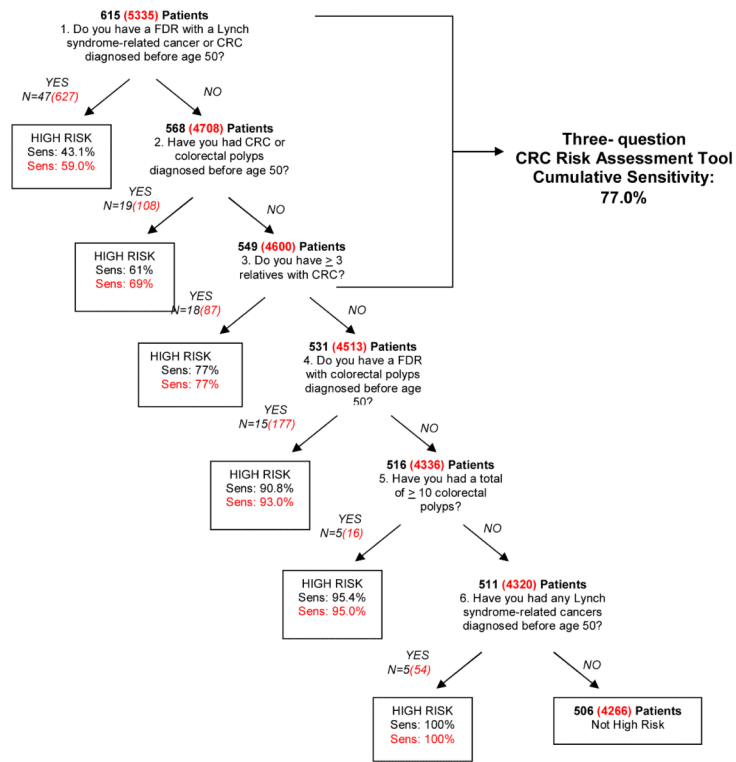 615 (5335) Patients
1. Do you have a FDR with a Lynch
syndrome-related cancer or CRC
diagnosed before age 50?
YES
N=47(627)
NO
HIGH RISK
Sens: 43.1%
Sens: 59.0%
568 (4708) Patients
2. Have you had CRC or
colorectal polyps
diagnosed before age 50?
Three- question
CRC Risk Assessment Tool
Cumulative Sensitivity:
77.0%
YES
N=19(108)
NO
HIGH RISK
Sens: 61%
Sens: 69%
549 (4600) Patients
3. Do you have ≥ 3
relatives with CRC?
YES
N=18(87)
NO
HIGH RISK
Sens: 77%
Sens: 77%
531 (4513) Patients
4. Do you have a FDR
with colorectal polyps
diagnosed before age
50?
YES
N=15(177)
NO
HIGH RISK
Sens: 90.8%
Sens: 93.0%
516 (4336) Patients
5. Have you had a total
of ≥ 10 colorectal
polyps?
YES
N=5(16)
NO
HIGH RISK
Sens: 95.4%
Sens: 95.0%
511 (4320) Patients
6. Have you had any Lynch
syndrome-related cancers
diagnosed before age 50?
YES
N=5(54)
NO
HIGH RISK
Sens: 100%
Sens: 100%
506 (4266) Patients
Not High Risk